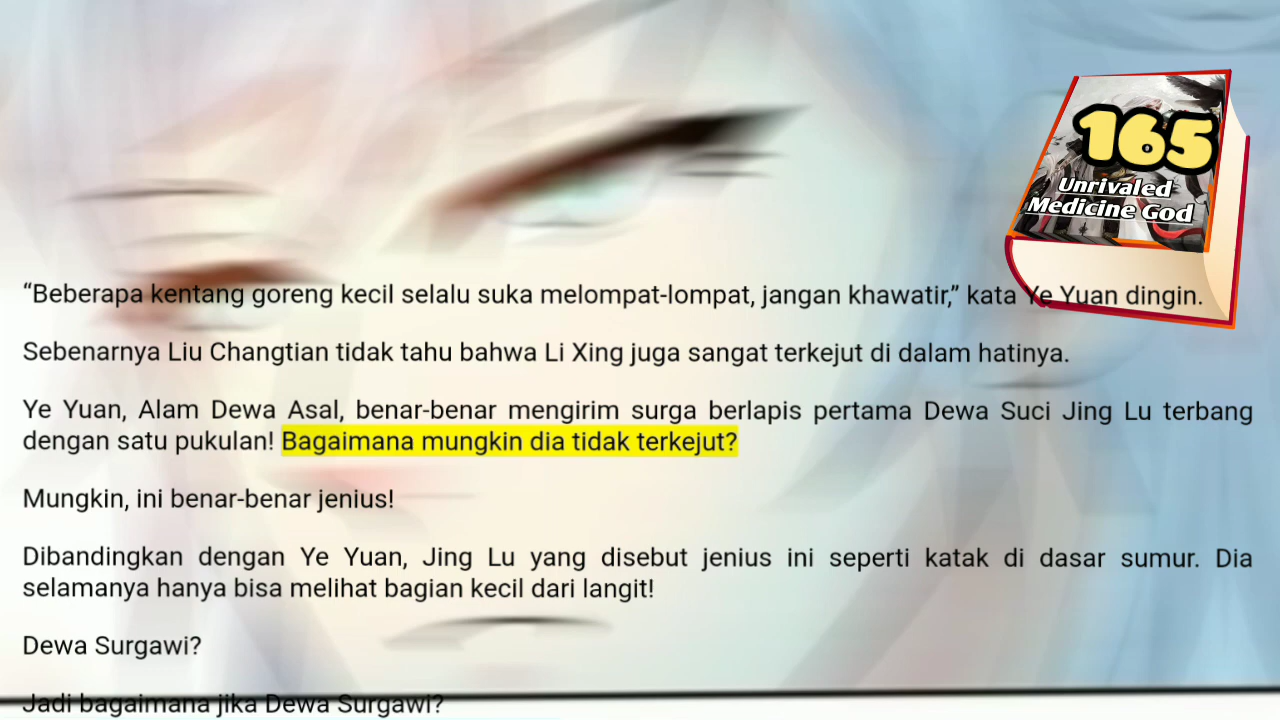 165
Unrivaled
Medicine God
“Beberapa kentang goreng kecil selalu suka melompat-lompat, jangan khawatir,” kata Ye Yuan dingin.
Sebenarnya Liu Changtian tidak tahu bahwa Li Xing juga sangat terkejut di dalam hatinya.
Ye Yuan, Alam Dewa Asal, benar-benar mengirim surga berlapis pertama Dewa Suci Jing Lu terbang
dengan satu pukulan! Bagaimana mungkin dia tidak terkejut?
Mungkin, ini benar-benar jenius!
Dibandingkan dengan Ye Yuan, Jing Lu yang disebut jenius ini seperti katak di dasar sumur. Dia
selamanya hanya bisa melihat bagian kecil dari langit!
Dewa Surgawi?
Jadi bagaimana jika Dewa Surgawi?